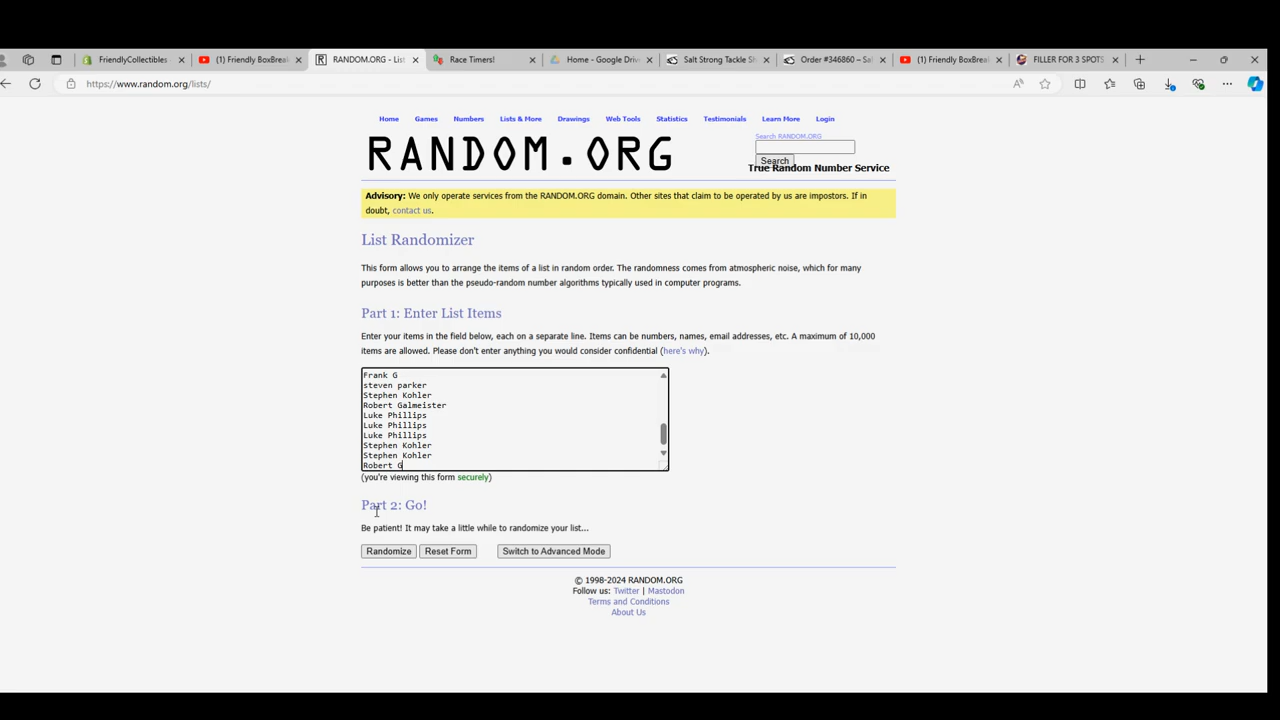 FriendlyCollectibles
(1) Friendly BoxBreak
RANDOM.ORG - List
Race Timers!
Home - Google Drive
Salt Strong Tackle Sh
Order #346860 – Sal
(1) Friendly BoxBreak
FILLER FOR 3 SPOTS
https://www.random.org/lists/
Home Games Numbers Lists & More Drawings Web Tools Statistics Testimonials Learn More Login
Search RANDOM.ORG
RANDOM.ORG
Search
True Random Number Service
Advisory: We only operate services from the RANDOM.ORG domain. Other sites that claim to be operated by us are impostors. If in
doubt, contact us.
List Randomizer
This form allows you to arrange the items of a list in random order. The randomness comes from atmospheric noise, which for many
purposes is better than the pseudo-random number algorithms typically used in computer programs.
Part 1: Enter List Items
Enter your items in the field below, each on a separate line. Items can be numbers, names, email addresses, etc. A maximum of 10,000
items are allowed. Please don't enter anything you would consider confidential (here's why).
Frank G
steven parker
Stephen Kohler
Robert Galmeister
Luke Phillips
Luke Phillips
Luke Phillips
Stephen Kohler
Stephen Kohler
Robert G
(you're viewing this form securely)
Part 2: Go!
Be patient! It may take a little while to randomize your list...
Randomize Reset Form Switch to Advanced Mode
© 1998-2024 RANDOM.ORG
Follow us: Twitter | Mastodon
Terms and Conditions
About Us